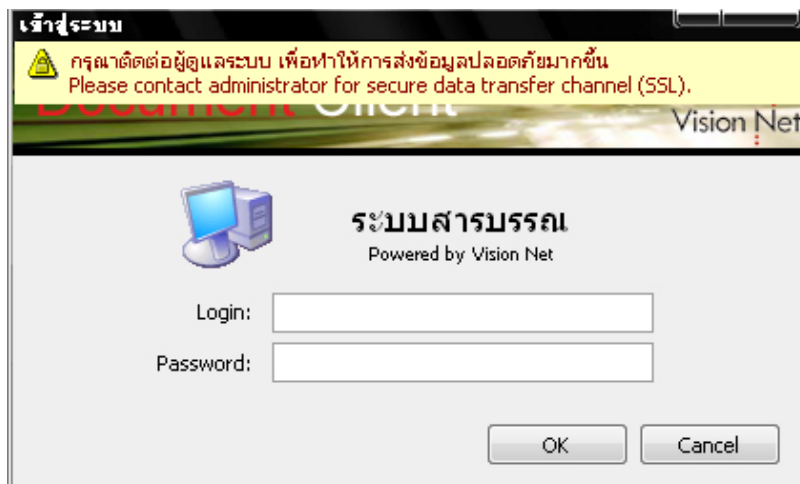 เข้าสู่ระบบ
กรุณาติดต่อผู้ดูแลระบบ เพื่อทำให้การส่งข้อมูลปลอดภัยมากขึ้น
Please contact administrator for secure data transfer channel (SSL).
Document Client
Vision Net
ระบบสารบรรณ
Powered by Vision Net
Login:
Password:
OK
Cancel